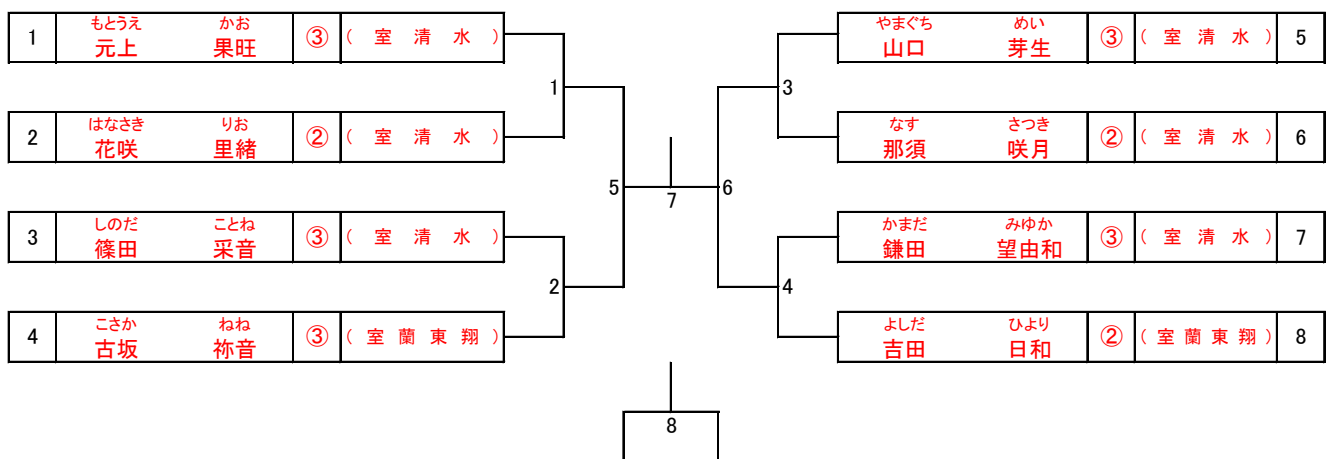 もとうえ かお
1 元上 果旺 ③ (室清水)
はなさき りお
2 花咲 里緒 ② (室清水)
しのだ ことね
3 篠田 采音 ③ (室清水)
こさか ねね
4 古坂 祢音 ③ (室蘭東翔)
1
2
5
7
6
3
4
8
やまぐち めい
山口 芽生 ③ (室清水) 5
なす さつき
那須 咲月 ② (室清水) 6
かまだ みゆか
鎌田 望由和 ③ (室清水) 7
よしだ ひより
吉田 日和 ② (室蘭東翔) 8